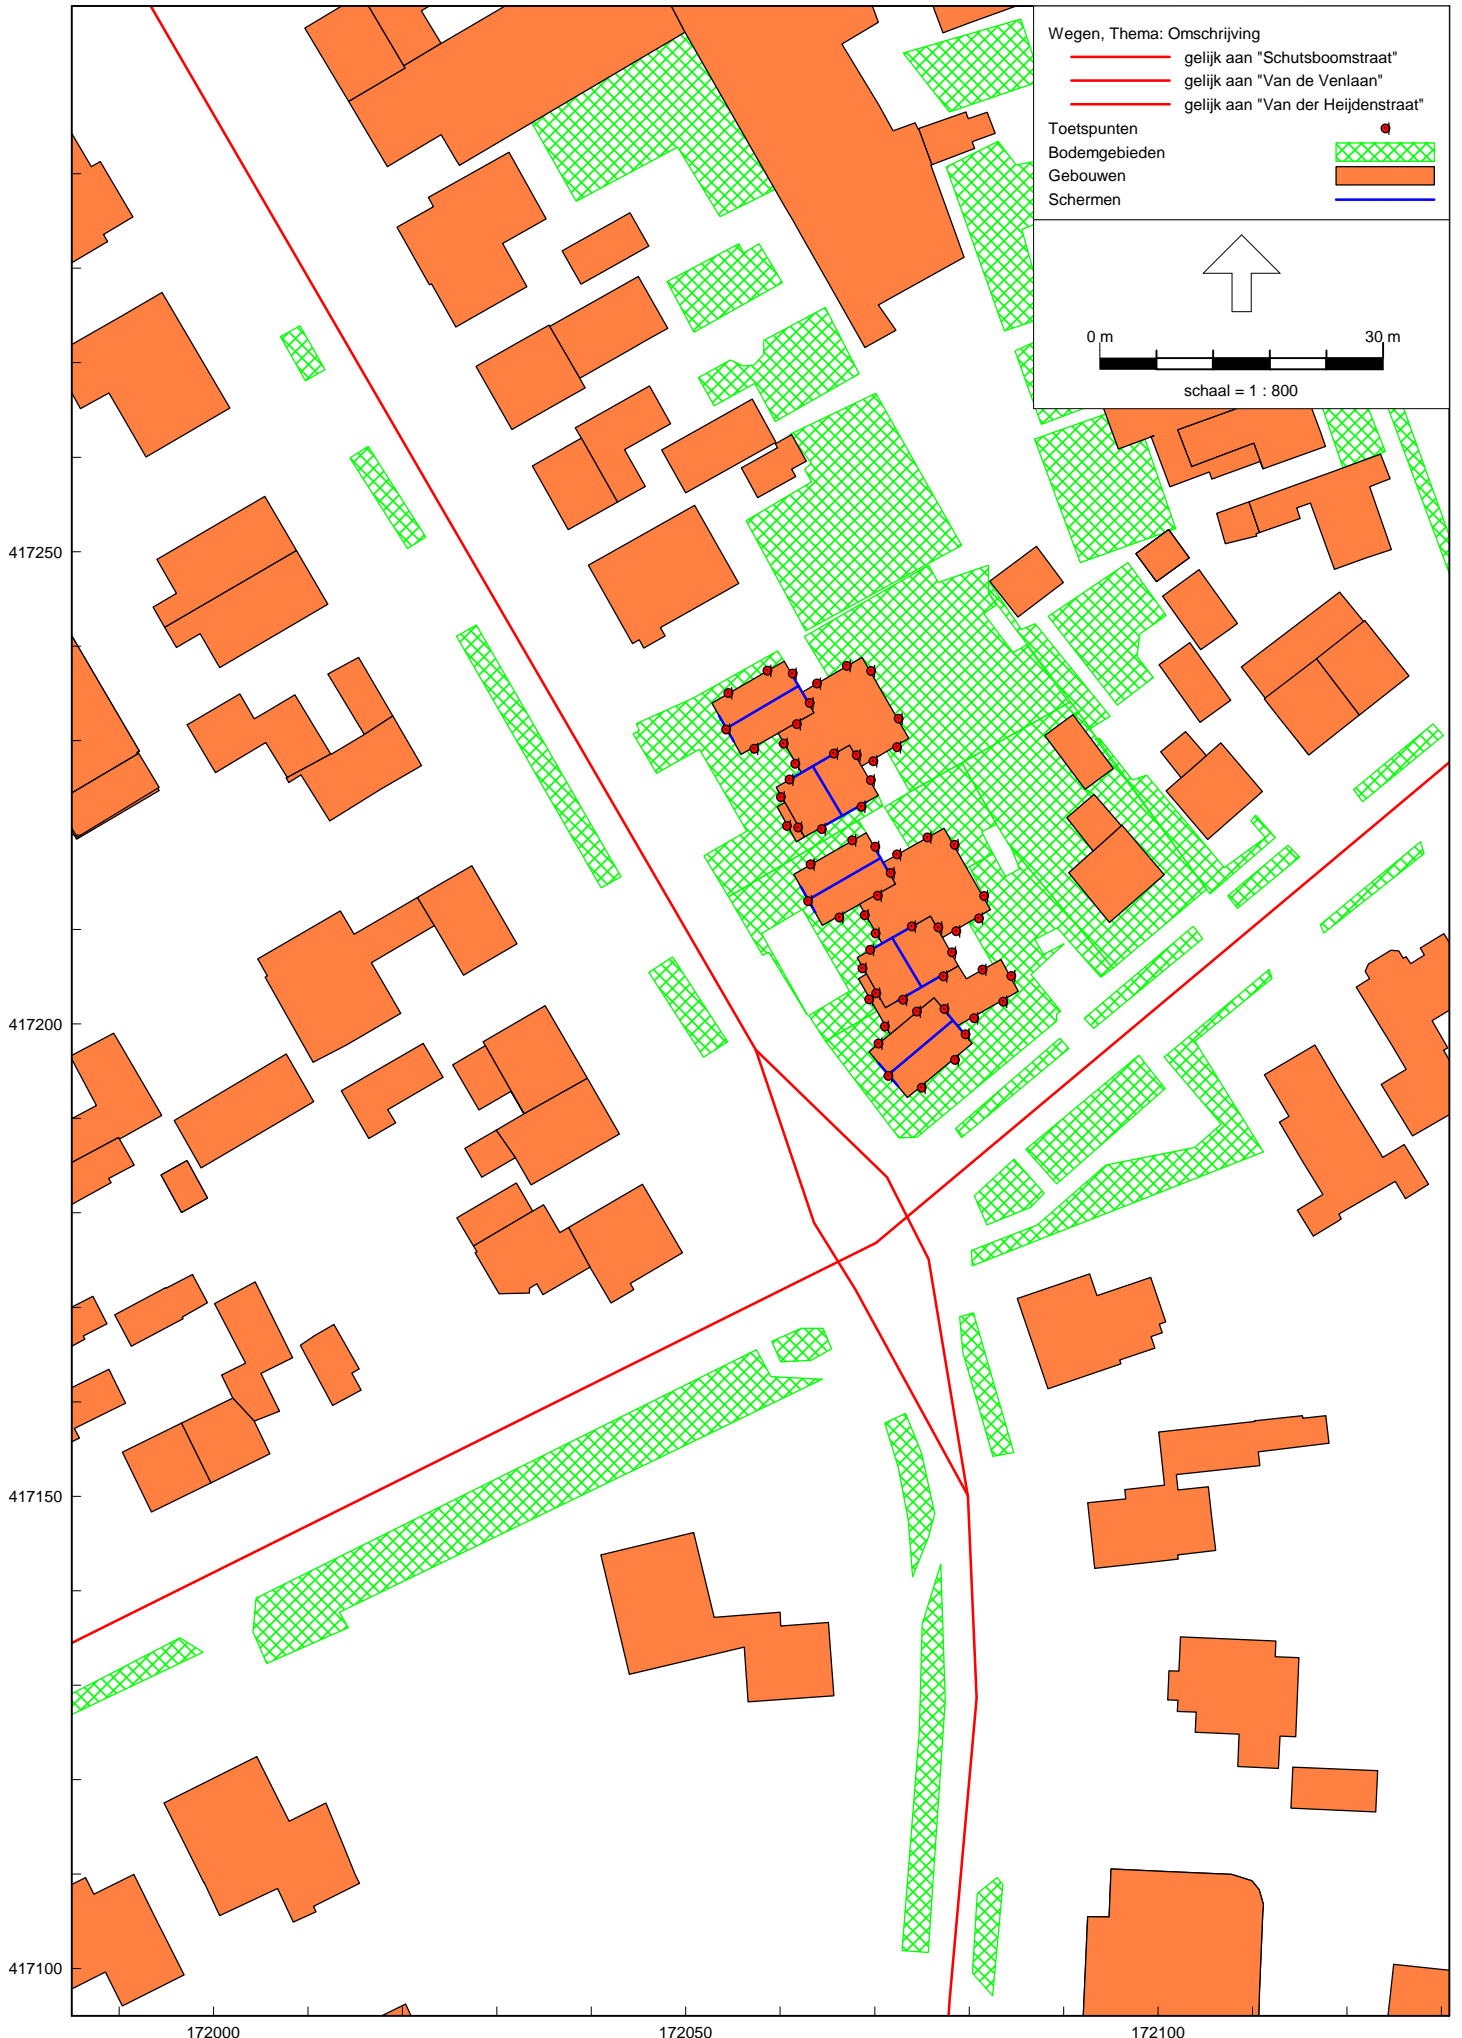 Wegen, Thema: Omschrijving
gelijk aan "Schutsboomstraat"
gelijk aan "Van de Venlaan"
gelijk aan "Van der Heijdenstraat"
Toetspunten
Bodemgebieden
Gebouwen
Schermen
0 m 30 m
schaal = 1 : 800
417250
417200
417150
417100
172000 172050 172100